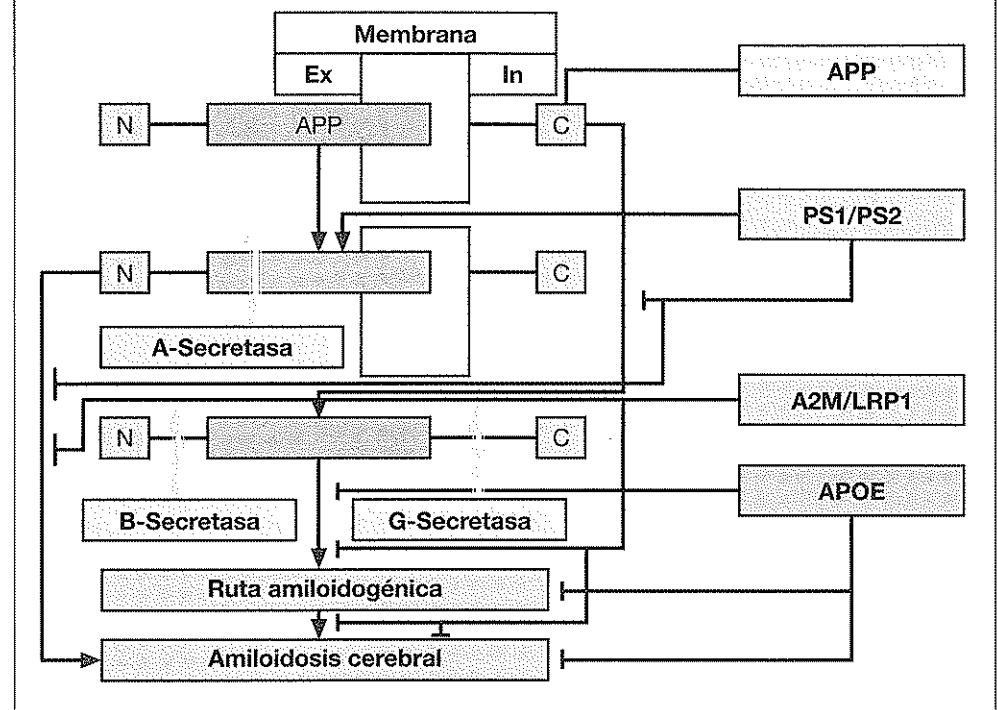 Membrana
Ex
In
APP
N
APP
C
PS1/PS2
N
C
A-Secretasa
A2M/LRP1
N
C
APOE
B-Secretasa
G-Secretasa
Ruta amiloidogénica
Amiloidosis cerebral